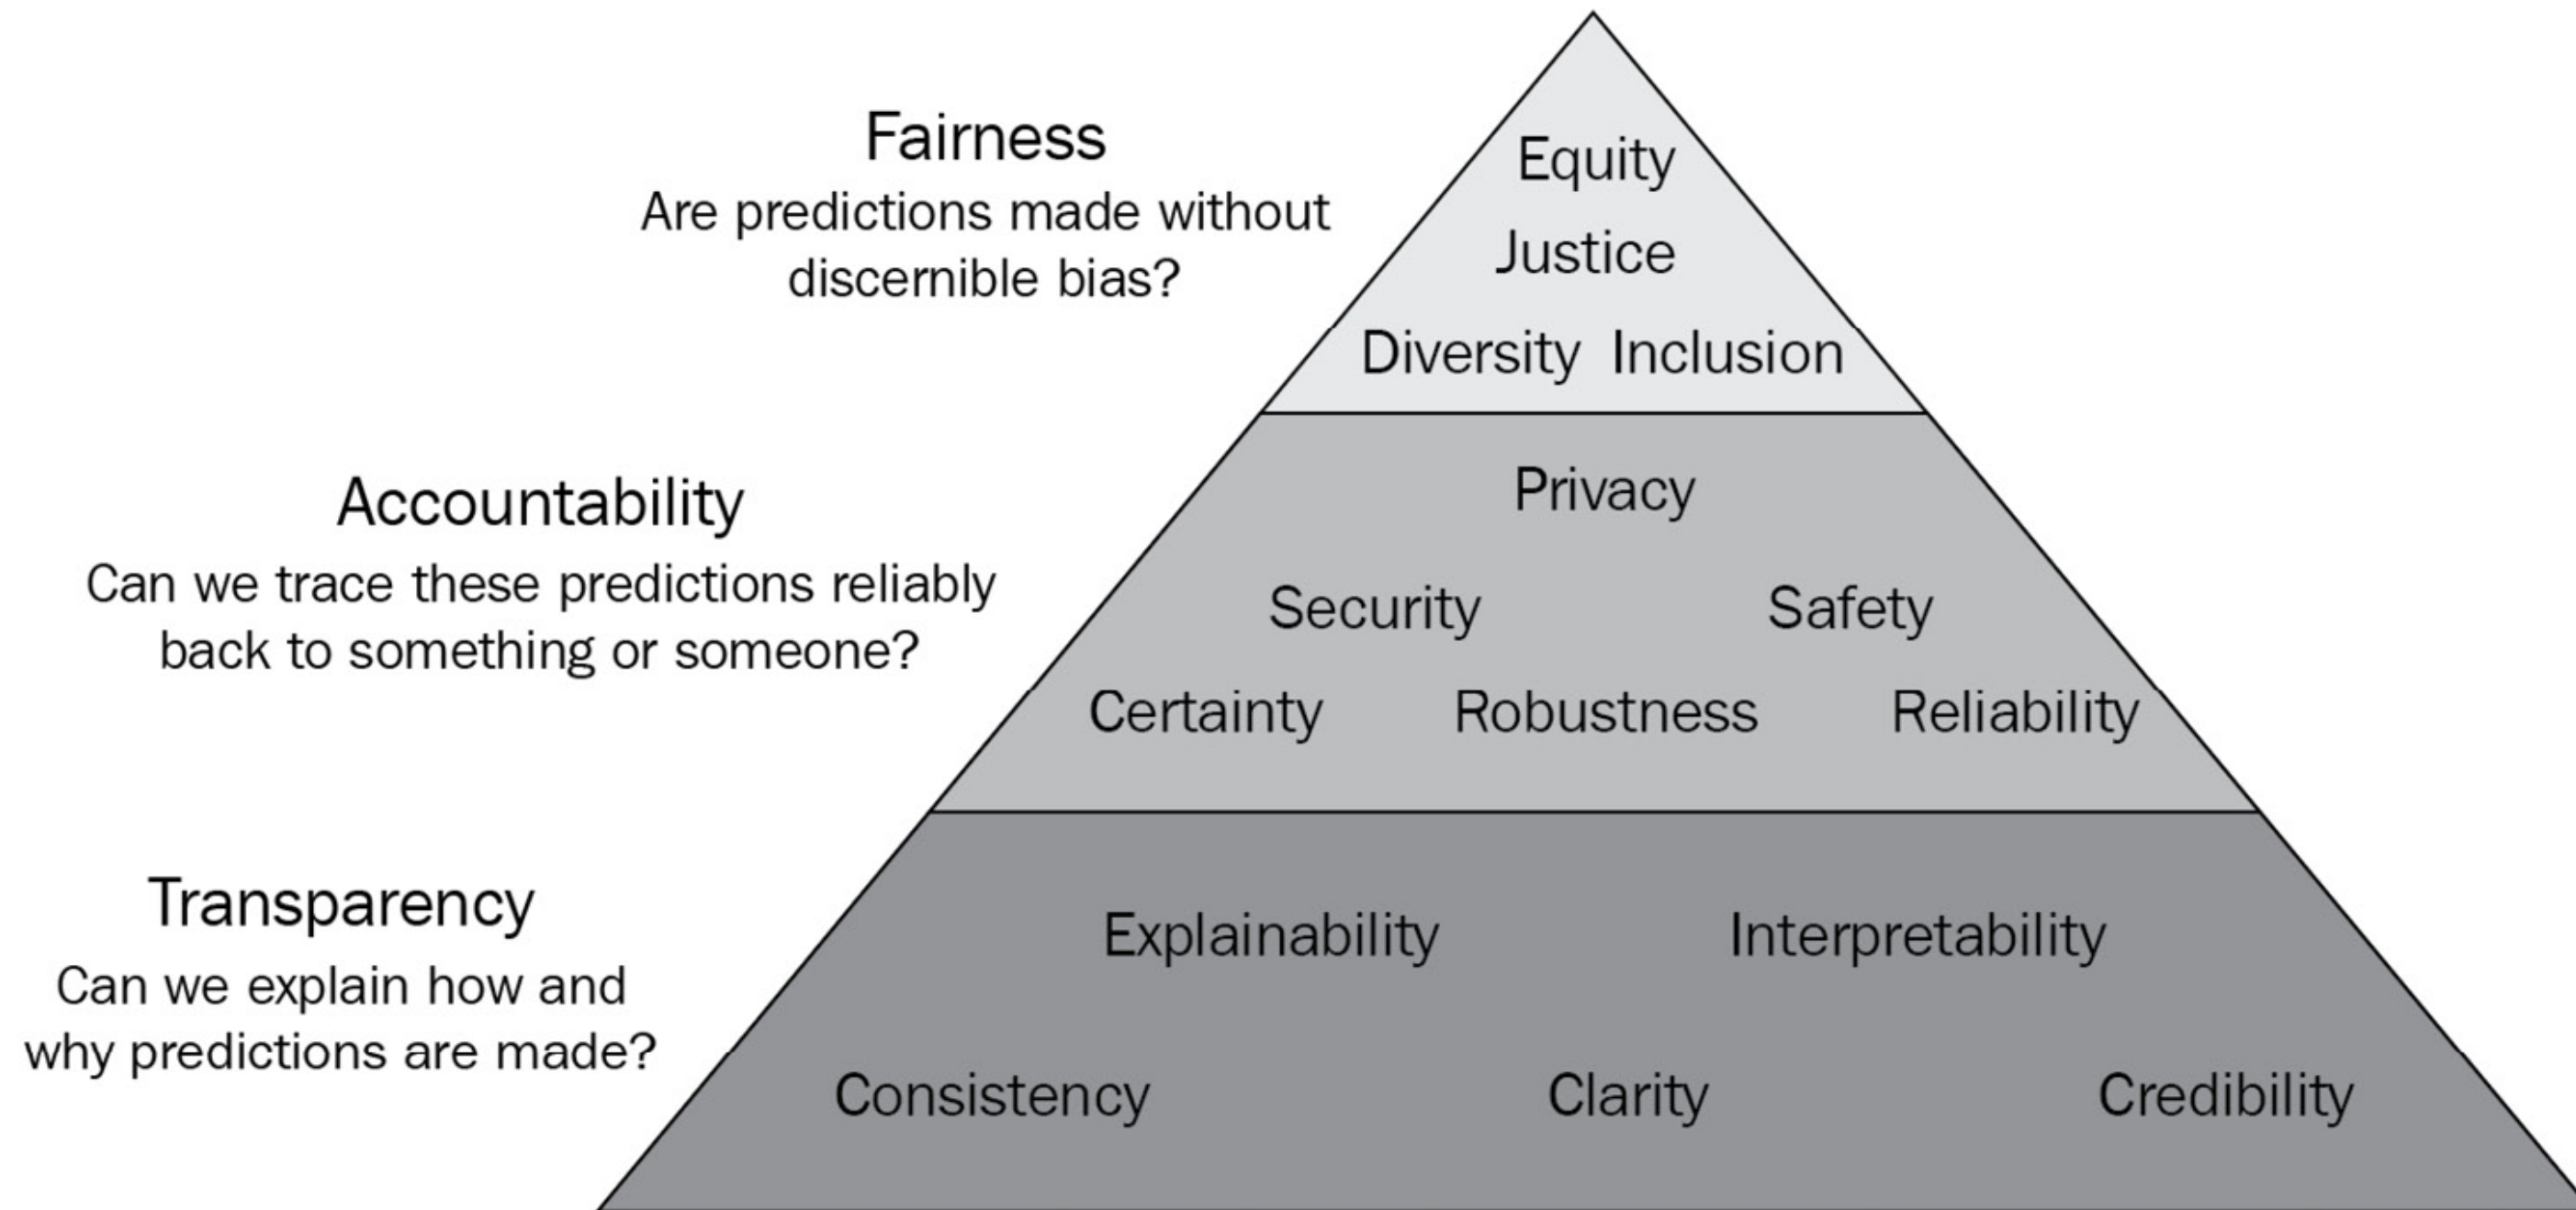 Fairness
Are predictions made without
discernible bias?
Equity
Justice
Diversity Inclusion
Accountability
Can we trace these predictions reliably
back to something or someone?
Privacy
Security Safety
Certainty Robustness Reliability
Transparency
Can we explain how and
why predictions are made?
Explainability Interpretability
Consistency Clarity Credibility